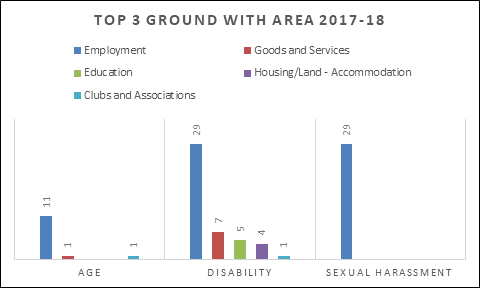 TOP 3 GROUND WITH AREA 2017-18
Employment
Goods and Services
Education
Housing/Land - Accommodation
Clubs and Associations
11
1
1
29
7
5
4
1
29
AGE
DISABILITY
SEXUAL HARASSMENT